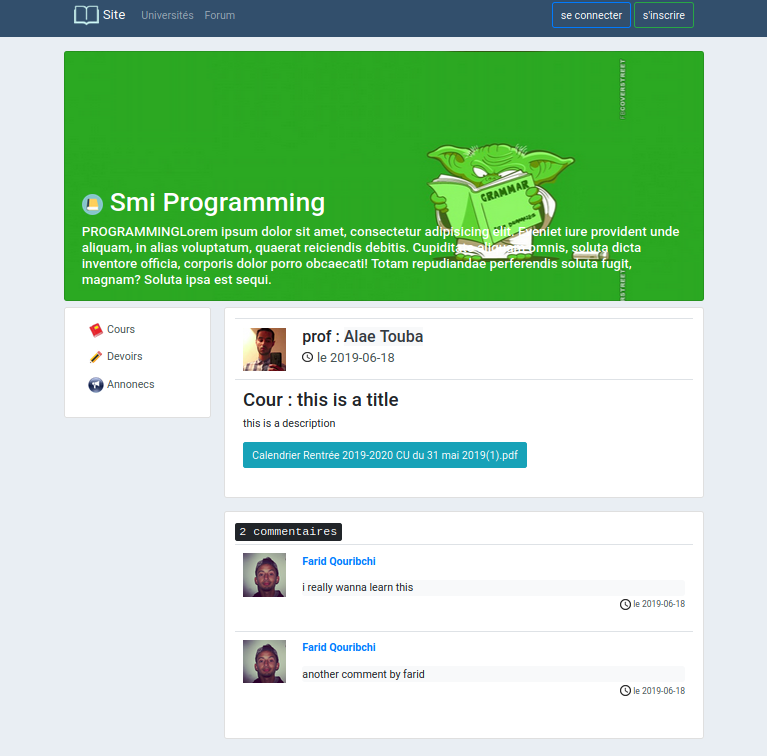 Site Universités Forum se connecter s'inscrire
COVERSTREET
GRAMMAR
Smi Programming
PROGRAMMINGLorem ipsum dolor sit amet, consectetur adipisicing elit. Eveniet iure provident unde
aliquam, in alias voluptatum, quaerat reiciendis debitis. Cupiditate aliquam omnis, soluta dicta
inventore officia, corporis dolor porro obcaecati! Totam repudiandae perferendis soluta fugit,
magnam? Soluta ipsa est sequi.
Cours
Devoirs
Annonecs
prof : Alae Touba
le 2019-06-18
Cour : this is a title
this is a description
Calendrier Rentrée 2019-2020 CU du 31 mai 2019(1).pdf
2 commentaires
Farid Qouribchi
i really wanna learn this
le 2019-06-18
Farid Qouribchi
another comment by farid
le 2019-06-18